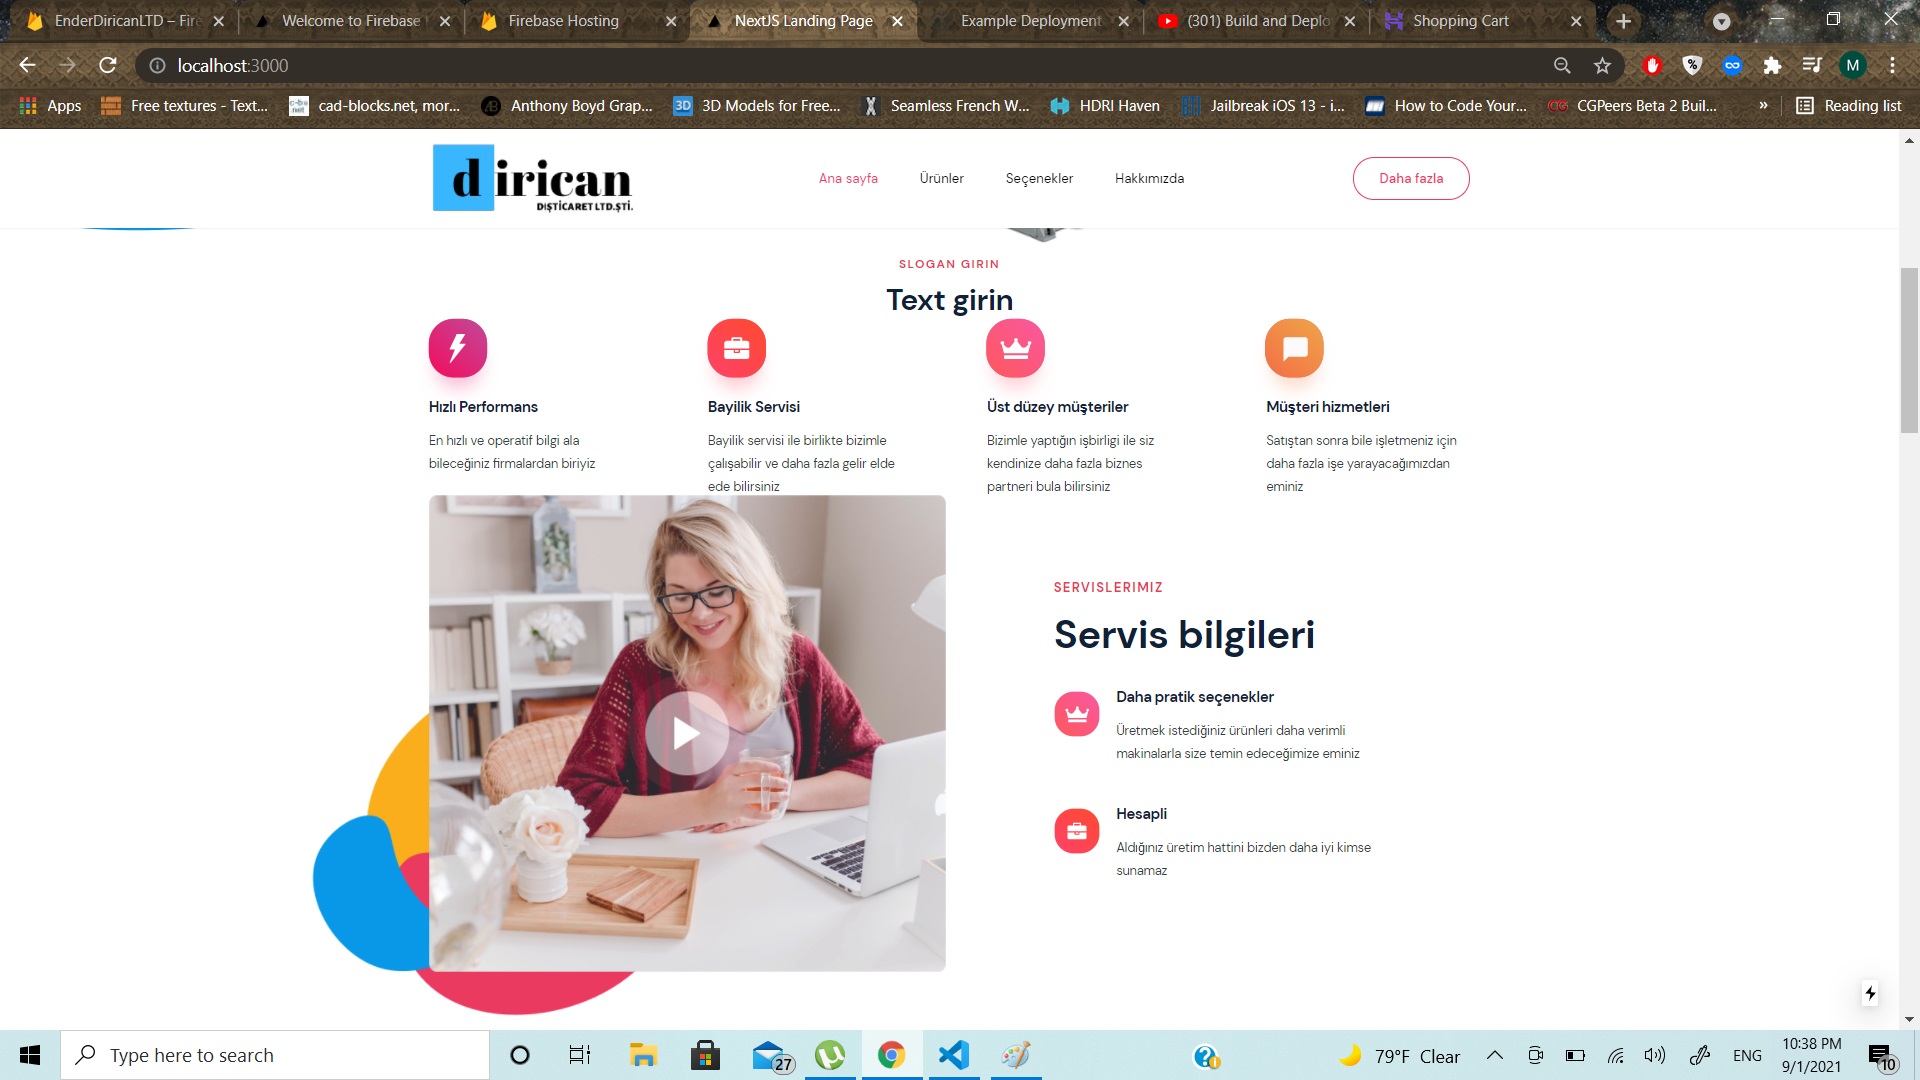 EnderDiricanLTD – Fire
Welcome to Firebase
Firebase Hosting
NextJS Landing Page
Example Deployment
(301) Build and Deplo
Shopping Cart
localhost:3000
M
Apps
Free textures - Text...
cad-blocks.net, mor...
Anthony Boyd Grap...
3D Models for Free...
Seamless French W...
HDRI Haven
Jailbreak iOS 13 - i...
How to Code Your...
CGPeers Beta 2 Buil...
»
Reading list
dirican
DIŞTİCARET LTD.ŞTİ.
Ana sayfa
Ürünler
Seçenekler
Hakkımızda
Daha fazla
SLOGAN GIRIN
Text girin
Hızlı Performans
En hızlı ve operatif bilgi ala
bileceğiniz firmalardan biriyiz
Bayilik Servisi
Bayilik servisi ile birlikte bizimle
çalışabilir ve daha fazla gelir elde
ede bilirsiniz
Üst düzey müşteriler
Bizimle yaptığın işbirligi ile siz
kendinize daha fazla biznes
partneri bula bilirsiniz
Müşteri hizmetleri
Satıştan sonra bile işletmeniz için
daha fazla işe yarayacağımızdan
eminiz
SERVISLERIMIZ
Servis bilgileri
Daha pratik seçenekler
Üretmek istediğiniz ürünleri daha verimli
makinalarla size temin edeceğimize eminiz
Hesapli
Aldığınız üretim hattini bizden daha iyi kimse
sunamaz
Type here to search
27
79°F Clear
ENG
10:38 PM
9/1/2021
10